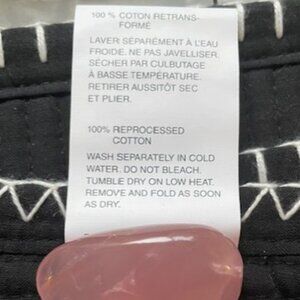 100 % COTON RETRANS-
FORMÉ
LAVER SÉPARÉMENT À L'EAU
FROIDE. NE PAS JAVELLISER.
SÉCHER PAR CULBUTAGE
À BASSE TEMPÉRATURE.
RETIRER AUSSITÔT SEC
ET PLIER.
100% REPROCESSED
COTTON
WASH SEPARATELY IN COLD
WATER. DO NOT BLEACH.
TUMBLE DRY ON LOW HEAT.
REMOVE AND FOLD AS SOON
AS DRY.